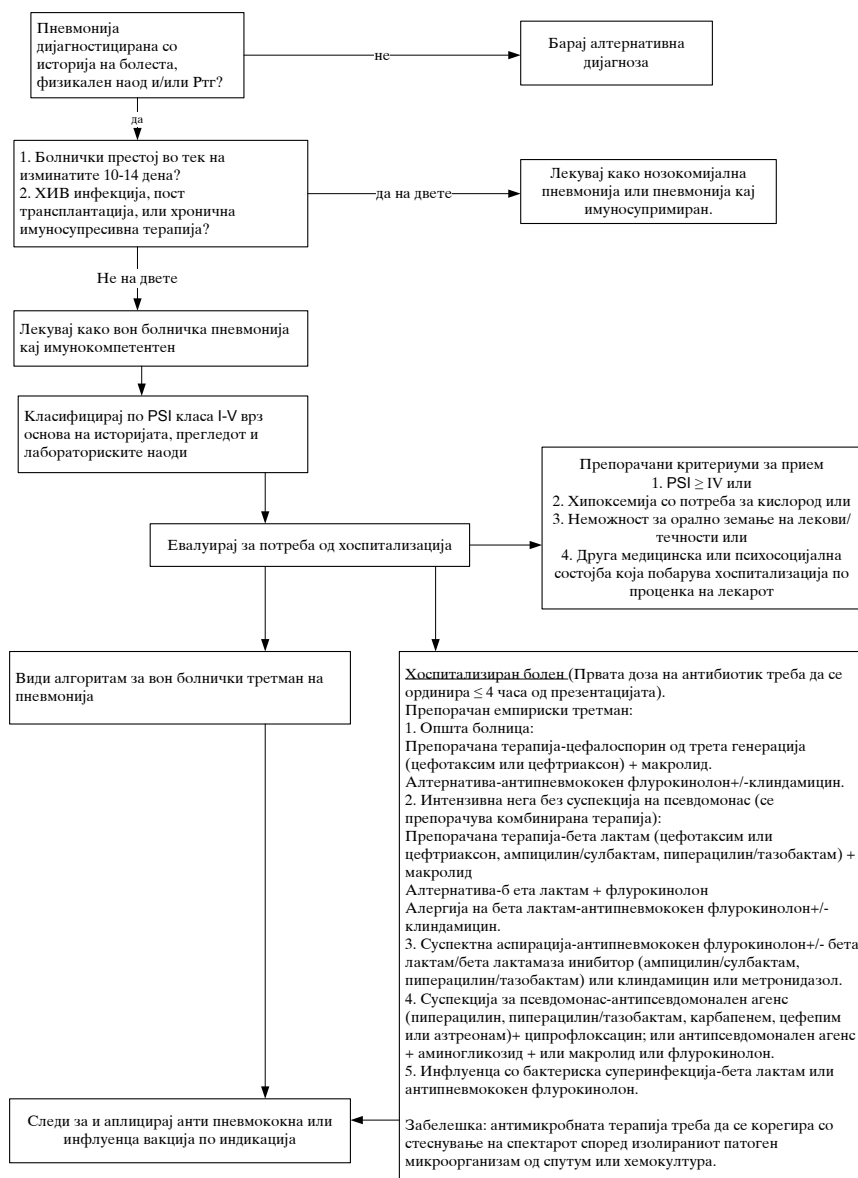 Пневмонија
дијагностицирана со
историја на болеста,
физикален наод и/или Ртг?
не
Барај алтернативна
дијагноза
да
1. Болнички престој во тек на
изминатите 10-14 дена?
2. ХИВ инфекција, пост
трансплантација, или хронична
имуносупресивна терапија?
да на двете
Лекувај како нозокомијална
пневмонија или пневмонија кај
имуносупримиран.
Не на двете
Лекувај како вон болничка пневмонија
кај имунокомпетентен
Класифицирај по PSI класа I-V врз
основа на историјата, прегледот и
лабораториските наоди
Евалуирај за потреба од хоспитализација
Препорачани критериуми за прием
1. PSI ≥ IV или
2. Хипоксемија со потреба за кислород или
3. Неможност за орално земање на лекови/
течности или
4. Друга медицинска или психосоцијална
состојба која побарува хоспитализација по
проценка на лекарот
Види алгоритам за вон болнички третман на
пневмонија
Хоспитализиран болен (Првата доза на антибиотик треба да се
ординира ≤ 4 часа од презентацијата).
Препорачан емпириски третман:
1. Општа болница:
Препорачана терапија-цефалоспорин од трета генерација
(цефотаксим или цефтриаксон) + макролид.
Алтернатива-антипневмококен флурокинолон+/-клиндамицин.
2. Интензивна нега без суспекција на псевдомонас (се
препорачува комбинирана терапија):
Препорачана терапија-бета лактам (цефотаксим или
цефтриаксон, ампицилин/сулбактам, пиперацилин/тазобактам) +
макролид
Алтернатива-б ета лактам + флурокинолон
Алергија на бета лактам-антипневмококен флурокинолон+/-
клиндамицин.
3. Суспектна аспирација-антипневмококен флурокинолон+/- бета
лактам/бета лактамаза инибитор (ампицилин/сулбактам,
пиперацилин/тазобактам) или клиндамицин или метронидазол.
4. Суспекција за псевдомонас-антипсевдомонален агенс
(пиперацилин, пиперацилин/тазобактам, карбапенем, цефепим
или азтреонам)+ ципрофлоксацин; или антипсевдомонален агенс
+ аминогликозид + или макролид или флурокинолон.
5. Инфлуенца со бактериска суперинфекција-бета лактам или
антипневмококен флурокинолон.
Забелешка: антимикробната терапија треба да се корегира со
стеснување на спектарот според изолираниот патоген
микроорганизам од спутум или хемокултура.
Следи за и аплицирај анти пневмококна или
инфлуенца вакција по индикација